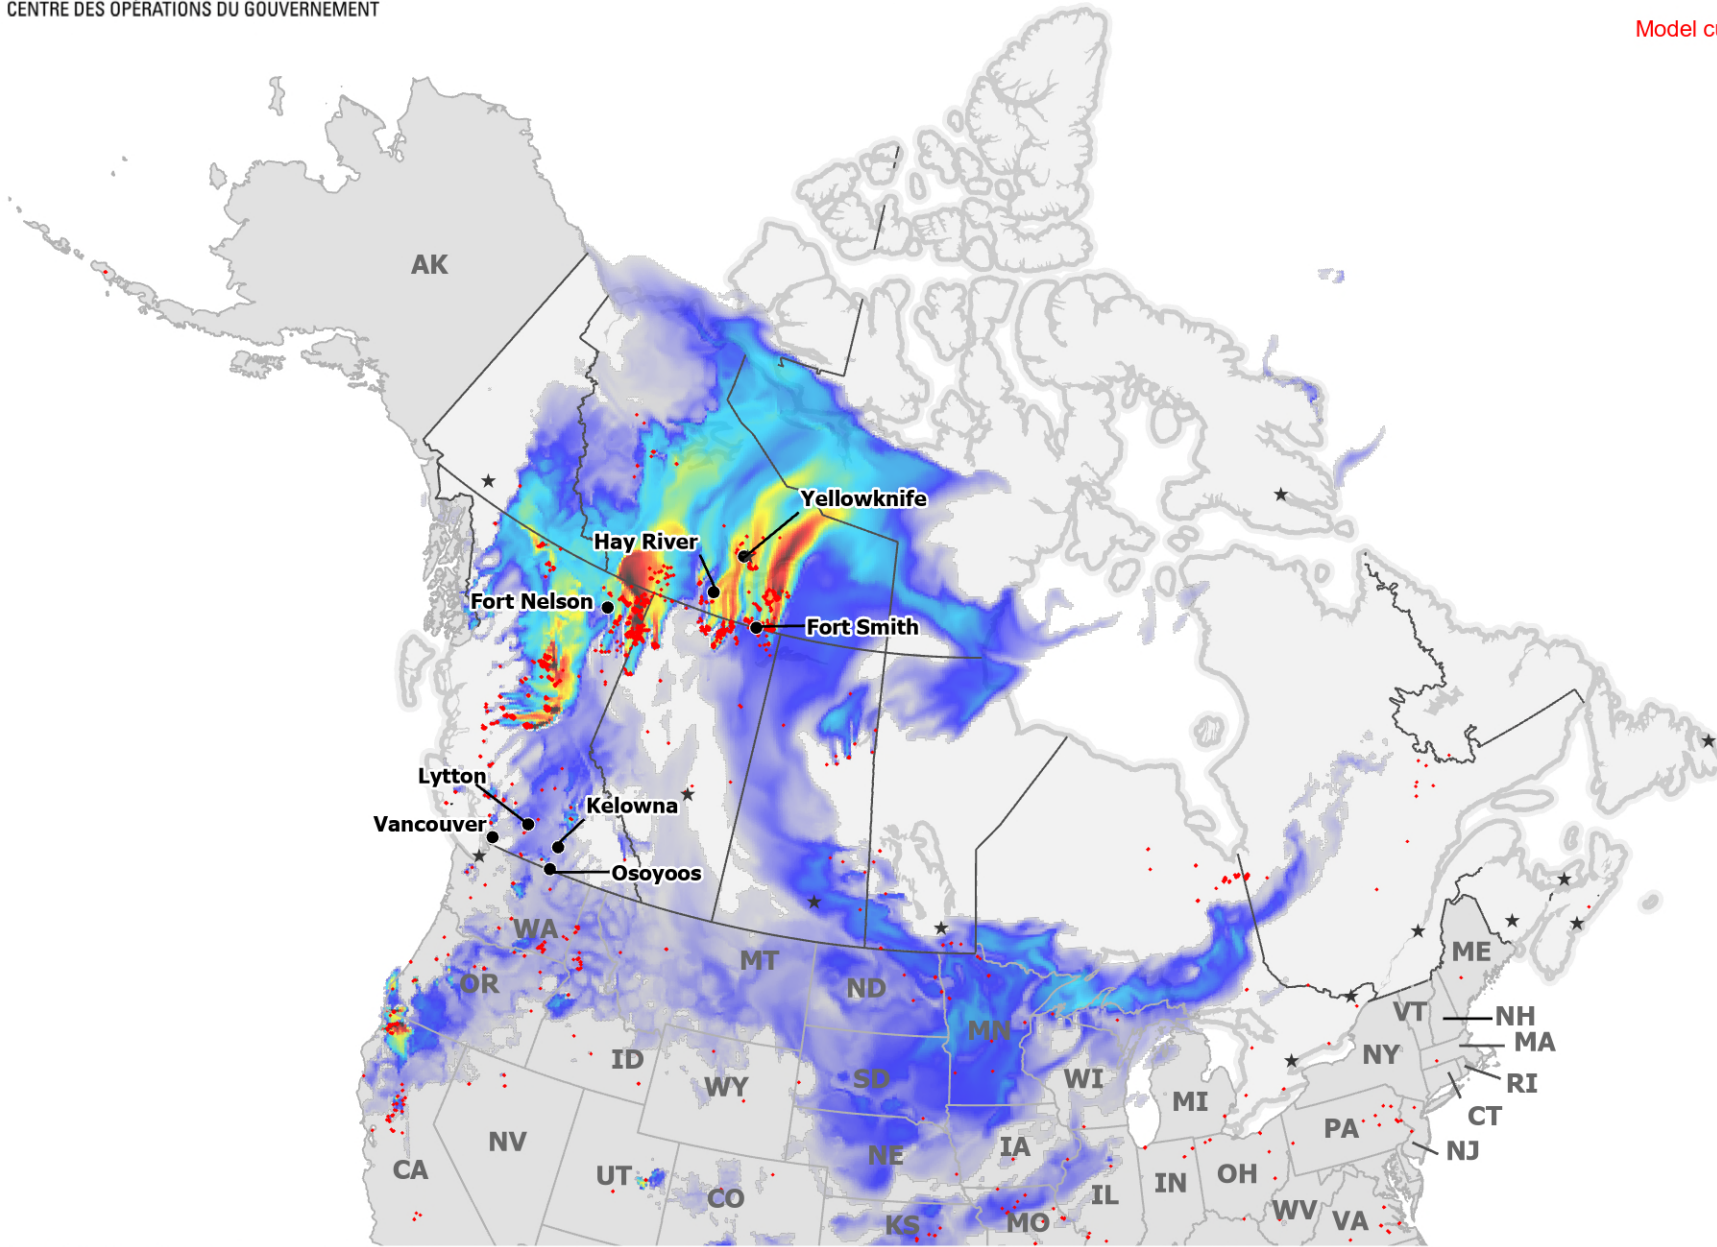 CENTRE DES OPÉRATIONS DU GOUVERNEMENT
Model cu
AK
Yellowknife
Hay River
Fort Nelson
Fort Smith
Lytton
Kelowna
Vancouver
Osoyoos
WA
MT
ME
OR
ND
VT
NH
MN
MA
NY
ID
WY
SD
WI
RI
MI
CT
NV
PA
NJ
IA
NE
CA
UT
CO
IL
IN
OH
KS
MO
WV
VA